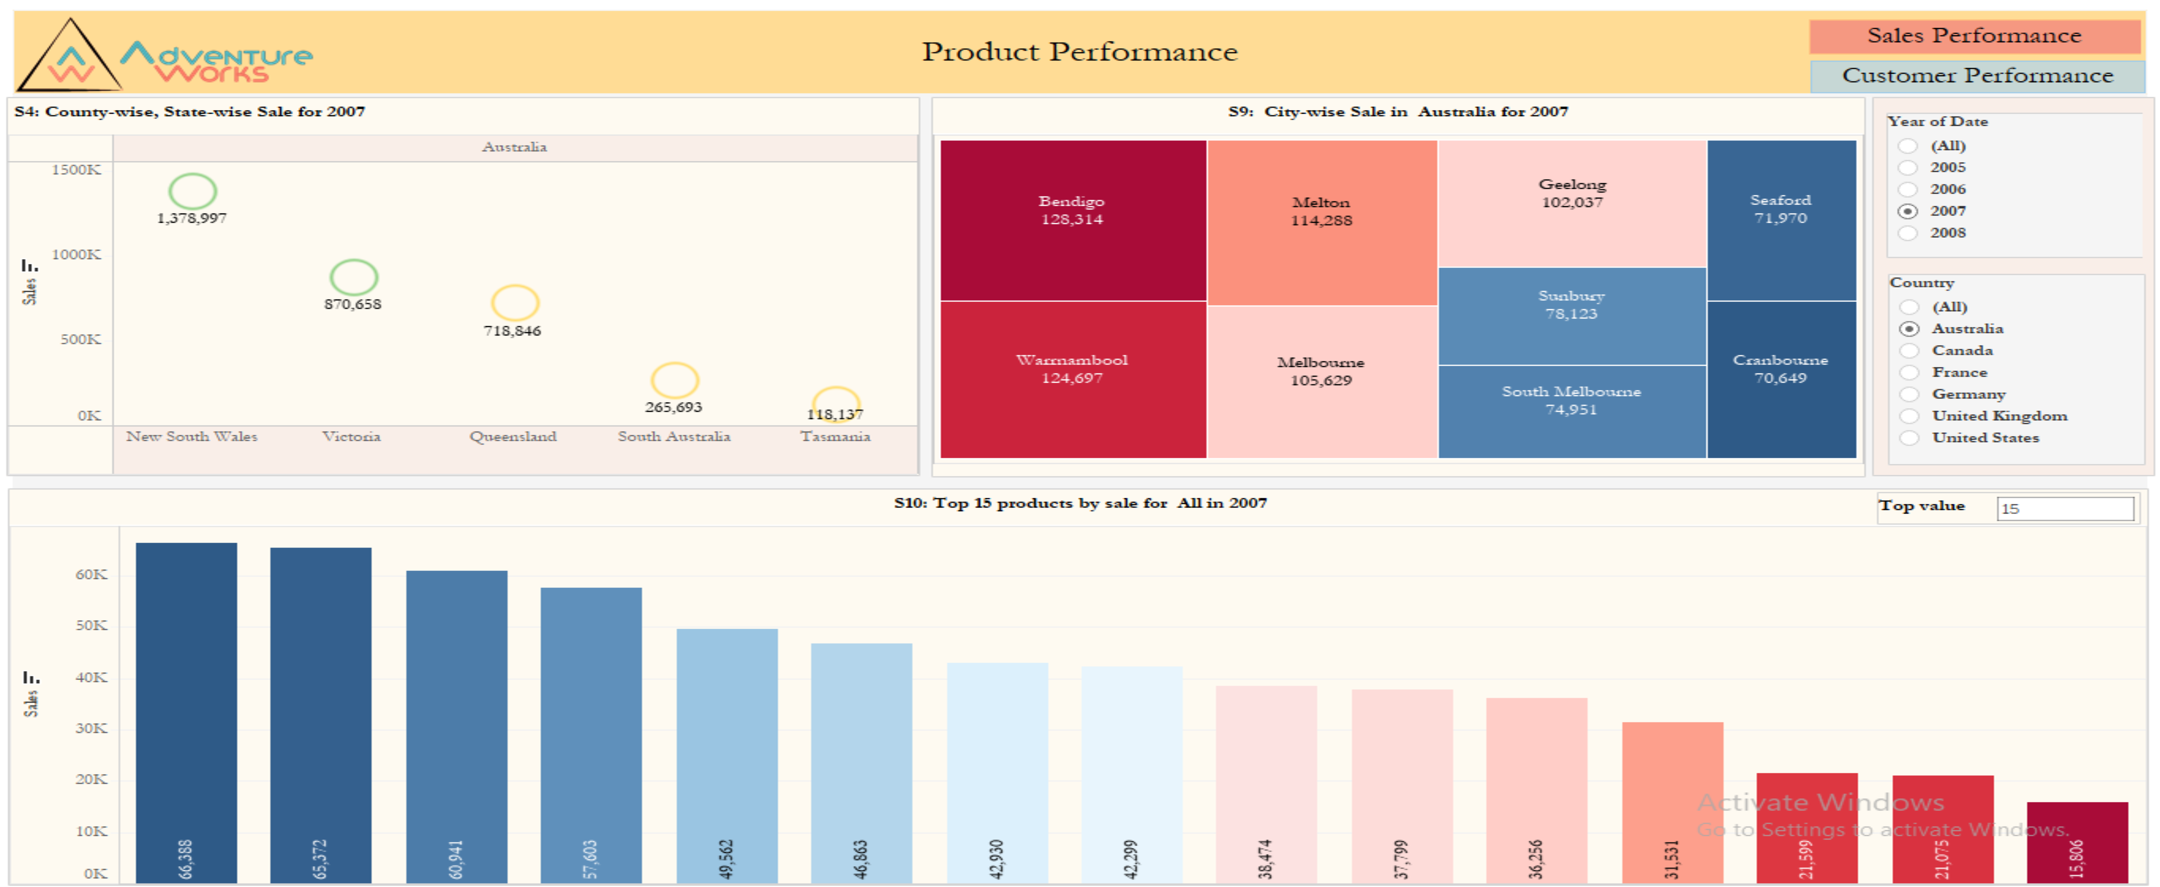 Adventure
Works
Product Performance
Sales Performance
Customer Performance
S4: County-wise, State-wise Sale for 2007
Australia
1500K
1000K
500K
0K
Sales
1,378,997
870,658
718,846
265,693
118,137
New South Wales
Victoria
Queensland
South Australia
Tasmania
S9: City-wise Sale in Australia for 2007
Bendigo
128,314
Warrnambool
124,697
Melton
114,288
Melbourne
105,629
Geelong
102,037
Sunbury
78,123
South Melbourne
74,951
Seaford
71,970
Cranbourne
70,649
Year of Date
(All)
2005
2006
2007
2008
Country
(All)
Australia
Canada
France
Germany
United Kingdom
United States
S10: Top 15 products by sale for All in 2007
Top value
15
60K
50K
40K
30K
20K
10K
0K
Sales
66,388
65,372
60,941
57,603
49,562
46,863
42,930
42,299
38,474
37,799
36,256
31,531
21,599
21,075
15,806
Activate Windows
Go to Settings to activate Windows.